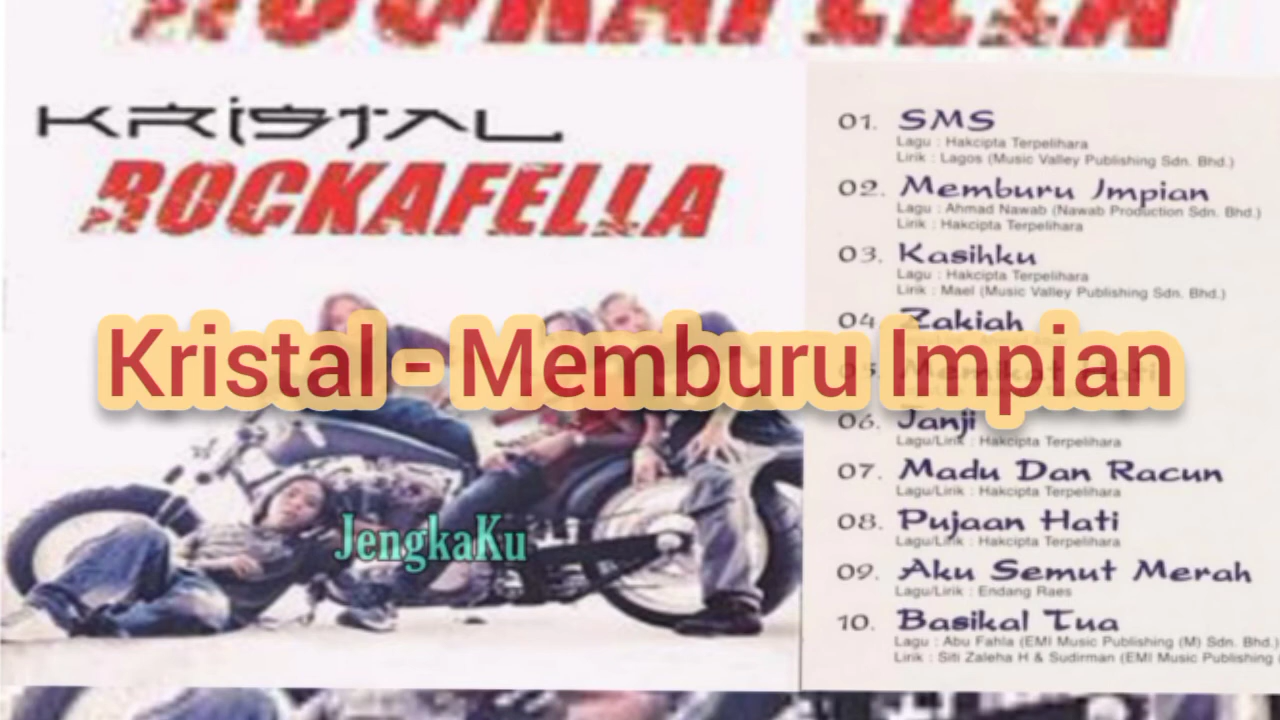 ROCKAFELLA
KRISTAL
ROCKAFELLA
01. SMS
Lagu : Hakcipta Terpelihara
Lirik : Lagos (Music Valley Publishing Sdn. Bhd.)
02. Memburu Impian
Lagu : Ahmad Nawab (Nawab Production Sdn. Bhd.)
Lirik : Hakcipta Terpelihara
03. Kasihku
Lagu : Hakcipta Terpelihara
Lirik : Mael (Music Valley Publishing Sdn. Bhd.)
04 Zakiah
Kristal - Memburu Impian
05. Memikat Hati
06. Janji
Lagu/Lirik : Hakcipta Terpelihara
07. Madu Dan Racun
Lagu/Lirik : Hakcipta Terpelihara
08. Pujaan Hati
Lagu/Lirik : Hakcipta Terpelihara
09. Aku Semut Merah
Lagu/Lirik : Endang Raes
10. Basikal Tua
Lagu : Abu Fahla (EMI Music Publishing (M) Sdn. Bhd.)
Lirik : Siti Zaleha H & Sudirman (EMI Music Publishing (
JengkaKu